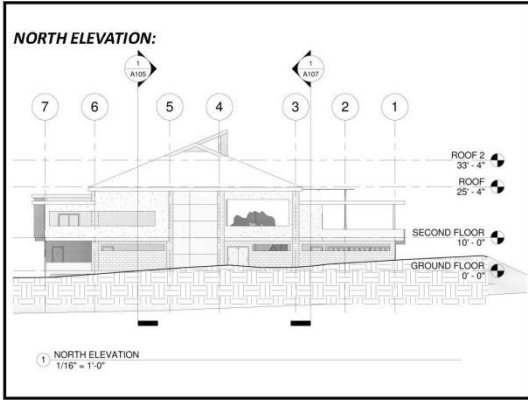 NORTH ELEVATION:
1
A105
1
A107
7
6
5
4
3
2
1
ROOF 2
33' - 4"
ROOF
25' - 4"
SECOND FLOOR
10' - 0"
GROUND FLOOR
0' - 0"
1
NORTH ELEVATION
1/16" = 1'-0"